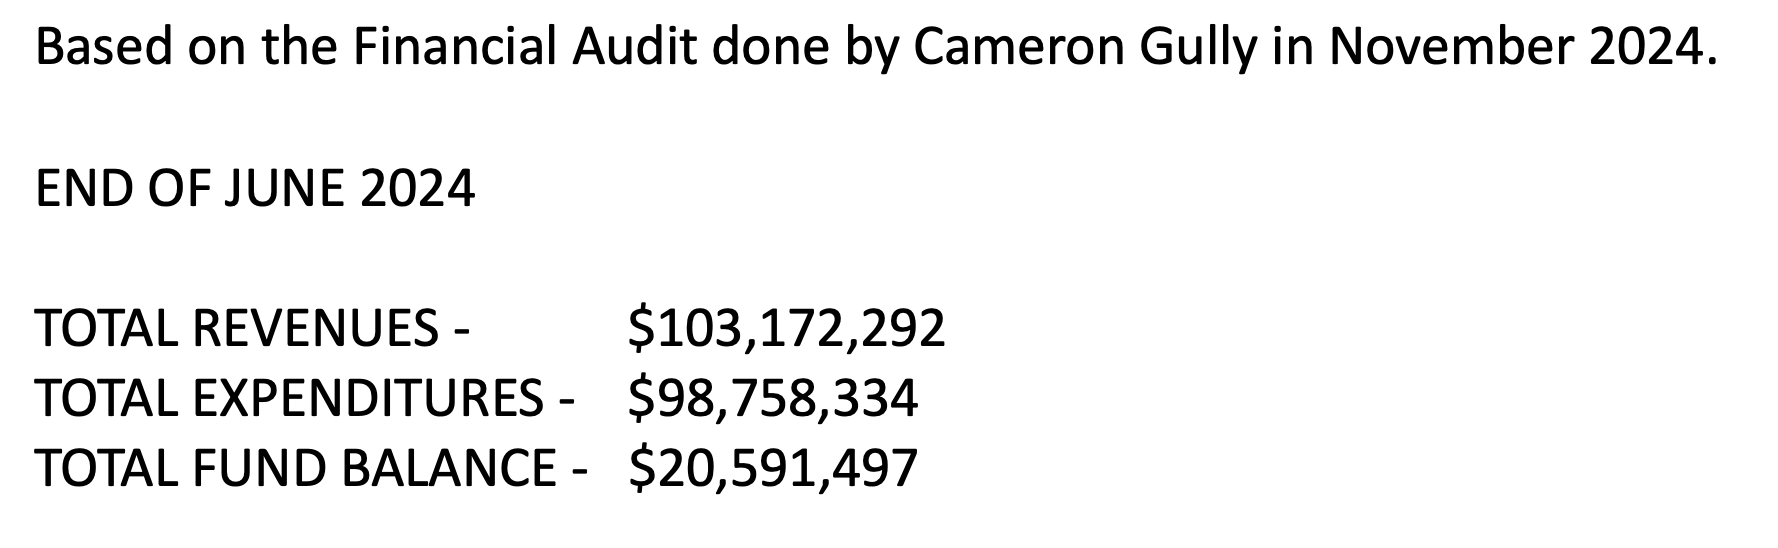 Based on the Financial Audit done by Cameron Gully in November 2024.
END OF JUNE 2024
TOTAL REVENUES - $103,172,292
TOTAL EXPENDITURES - $98,758,334
TOTAL FUND BALANCE - $20,591,497